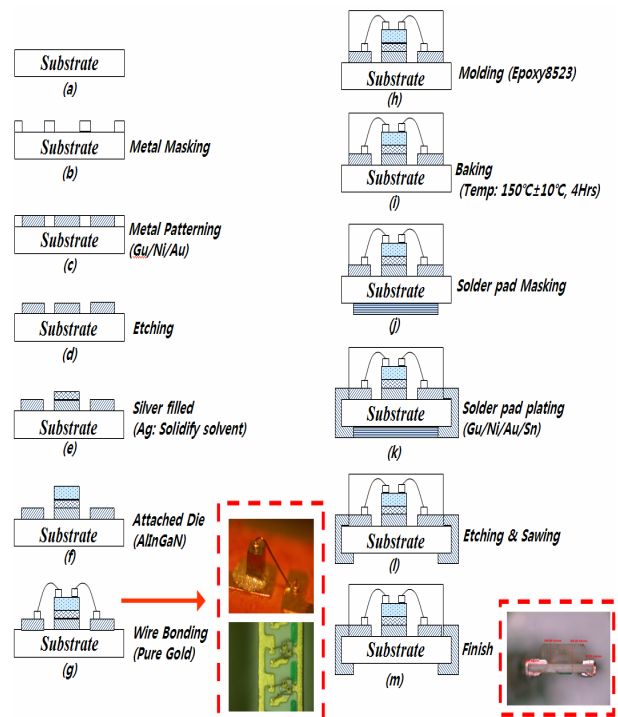 Substrate
(a)
Substrate
Metal Masking
(b)
Substrate
Metal Patterning
(Gu/Ni/Au)
(c)
Substrate
Etching
(d)
Substrate
Silver filled
(Ag: Solidify solvent)
(e)
Substrate
Attached Die
(AlInGaN)
(f)
Substrate
Wire Bonding
(Pure Gold)
(g)
Substrate
Molding (Epoxy8523)
(h)
Substrate
Baking
(Temp: 150℃±10℃, 4Hrs)
(i)
Substrate
Solder pad Masking
(j)
Substrate
Solder pad plating
(Gu/Ni/Au/Sn)
(k)
Substrate
Etching & Sawing
(l)
Substrate
Finish
(m)